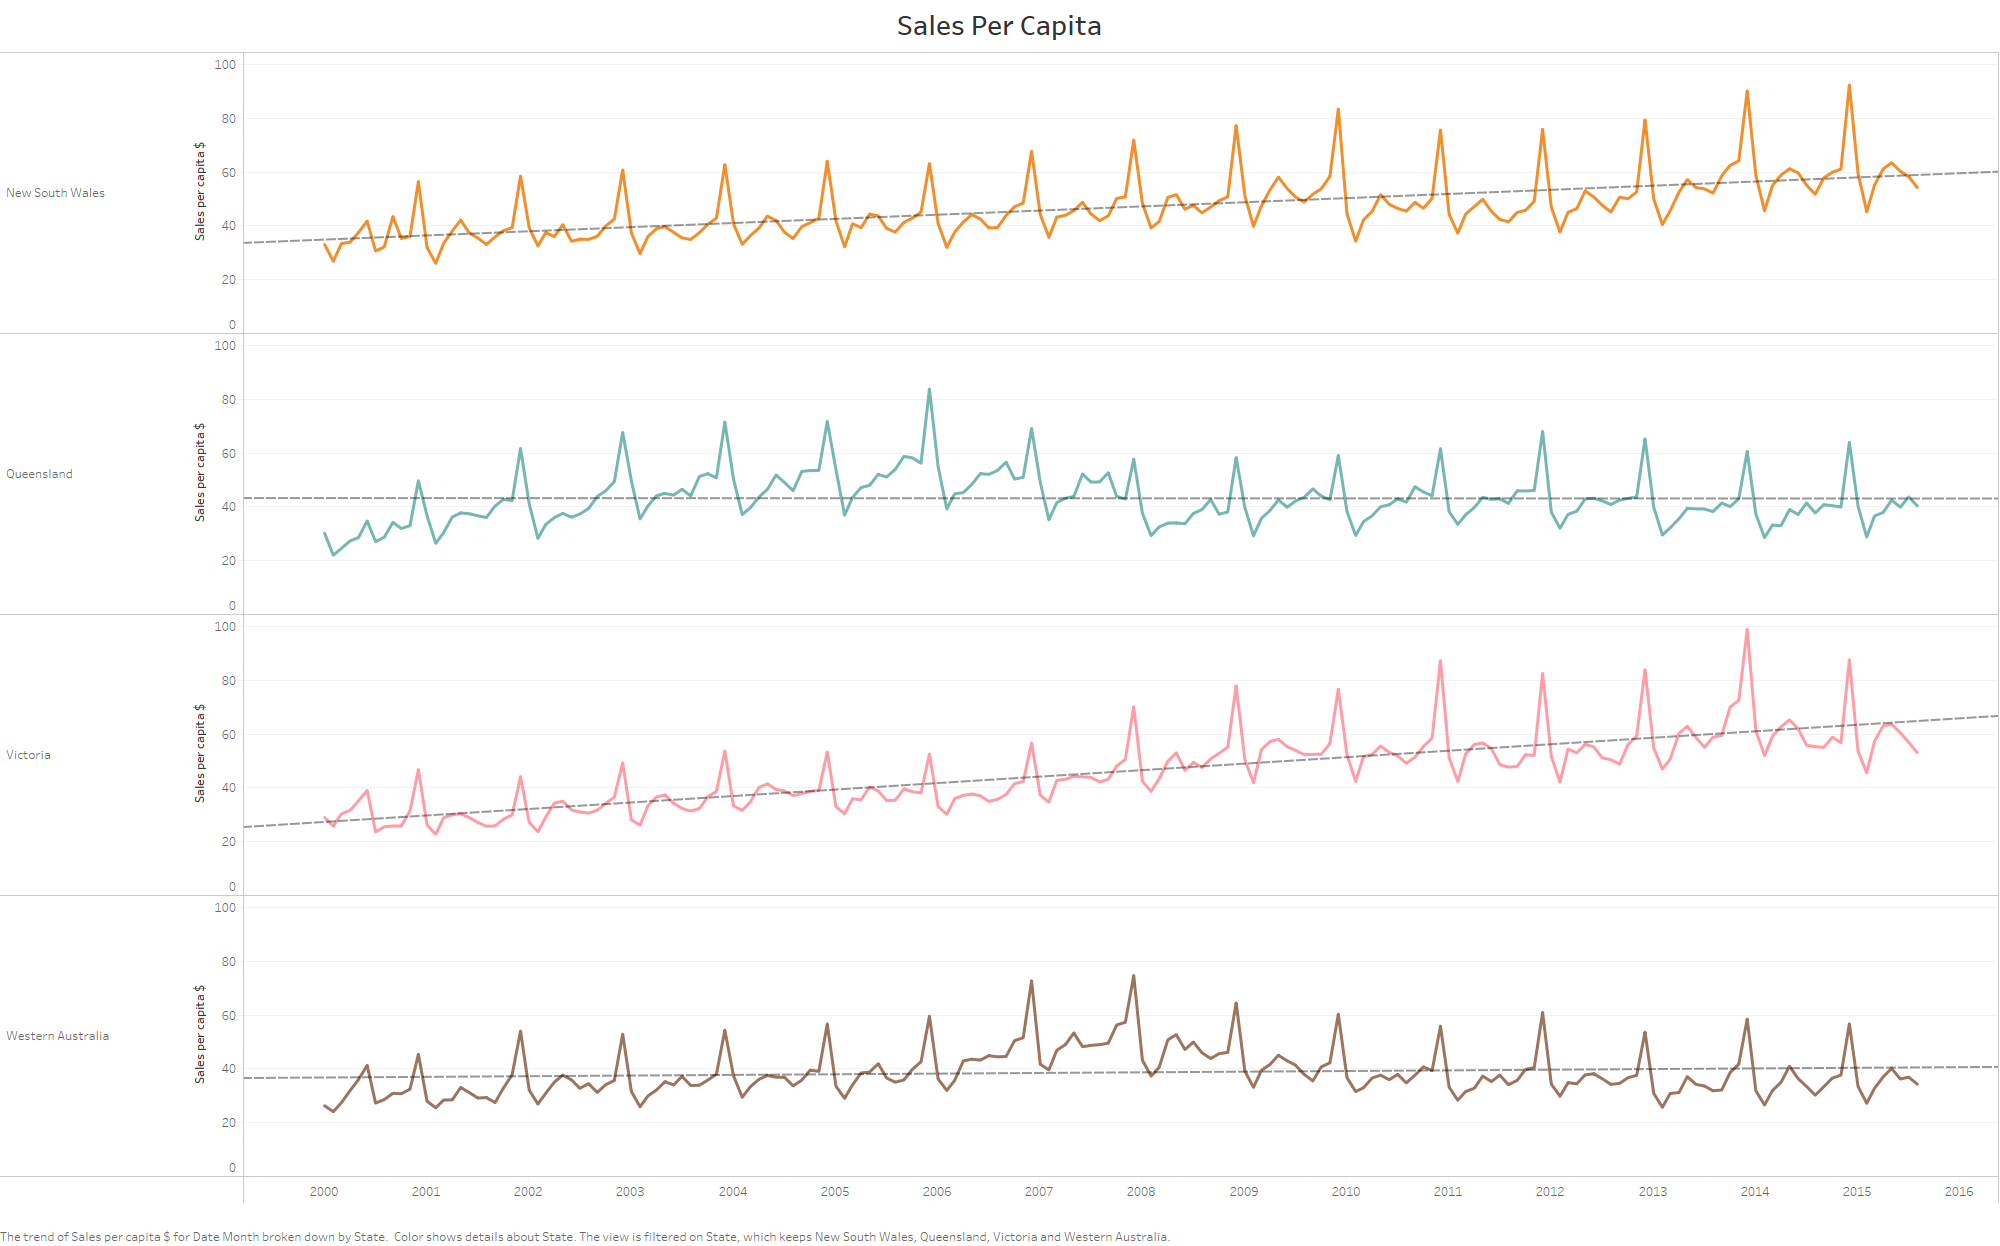 Sales Per Capita
New South Wales
Sales per capita $
100
80
60
40
20
0
Queensland
Sales per capita $
100
80
60
40
20
0
Victoria
Sales per capita $
100
80
60
40
20
0
Western Australia
Sales per capita $
100
80
60
40
20
0
2000 2001 2002 2003 2004 2005 2006 2007 2008 2009 2010 2011 2012 2013 2014 2015 2016
The trend of Sales per capita $ for Date Month broken down by State. Color shows details about State. The view is filtered on State, which keeps New South Wales, Queensland, Victoria and Western Australia.